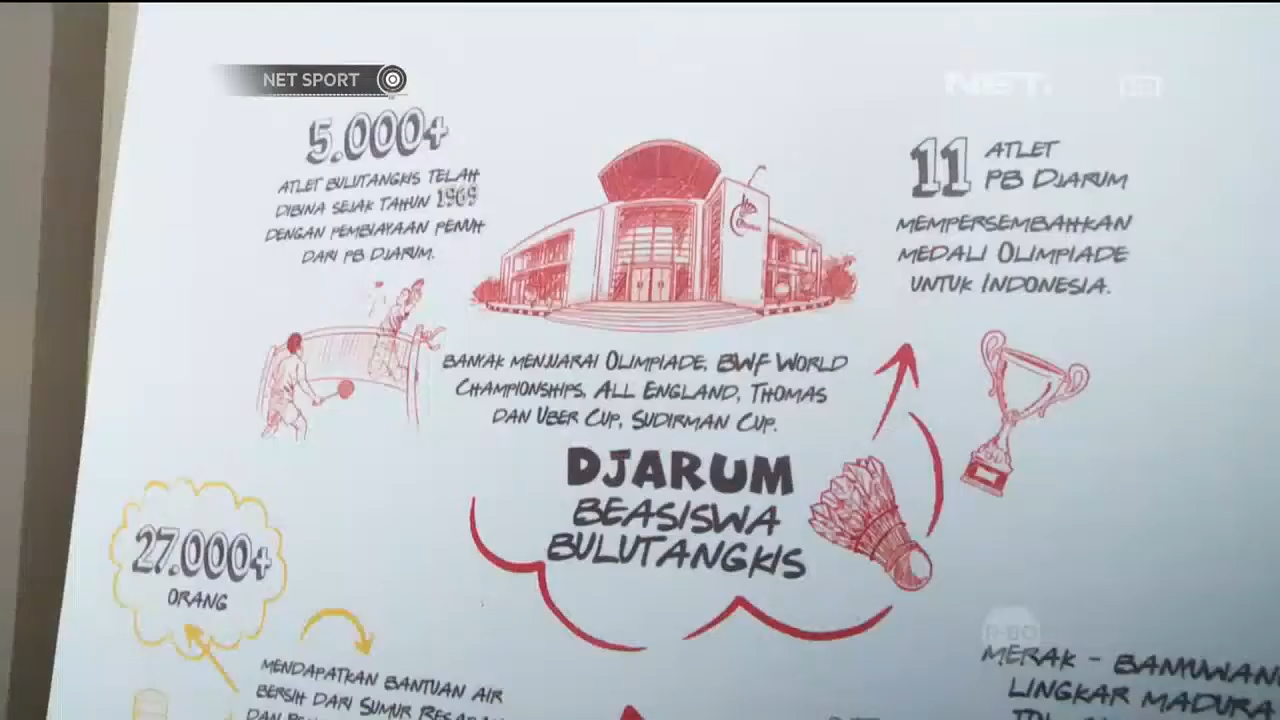 NET SPORT
NET.
5.000+
ATLET BULUTANGKIS TELAH
DIBINA SEJAK TAHUN 1969
DENGAN PEMBIAYAAN PENUH
DARI PB DJARUM.
11 ATLET
PB DJARUM
MEMPERSEMBAHKAN
MEDALI OLIMPIADE
UNTUK INDONESIA.
BANYAK MENJUARAI OLIMPIADE, BWF WORLD
CHAMPIONSHIPS, ALL ENGLAND, THOMAS
DAN UBER CUP, SUDIRMAN CUP.
DJARUM
BEASISWA
BULUTANGKIS
27.000+
ORANG
MENDAPATKAN BANTUAN AIR
BERSIH DARI SUMUR
P-BO
MERAK - BANYUWAN
LINGKAR MADURA